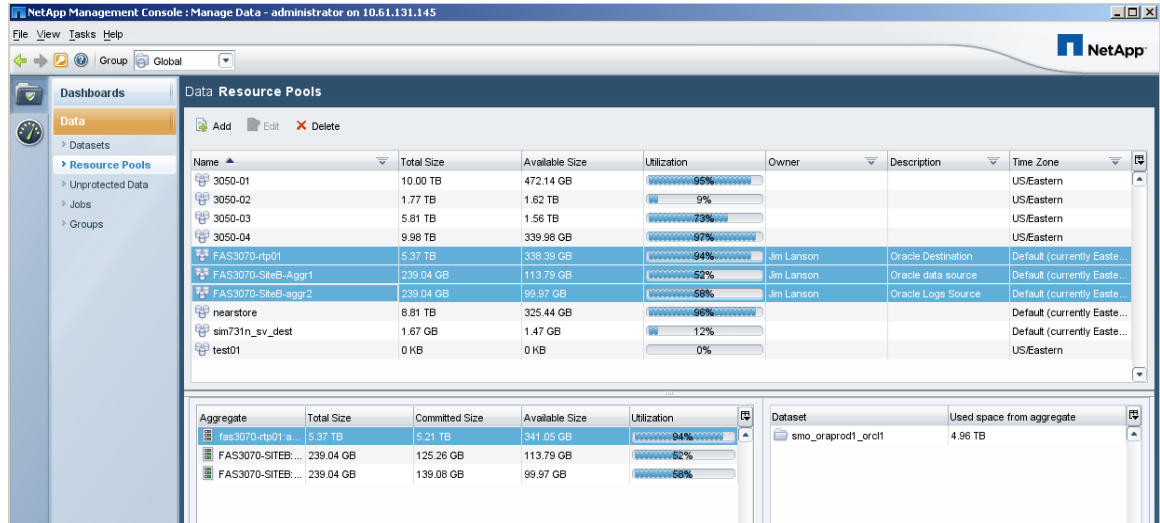 NetApp Management Console : Manage Data - administrator on 10.61.131.145
File View Tasks Help
NetApp
Group Global
Dashboards
Data
Datasets
Resource Pools
Unprotected Data
Jobs
Groups
Data Resource Pools
Add Edit Delete
Name Total Size Available Size Utilization Owner Description Time Zone
3050-01 10.00 TB 472.14 GB 95% US/Eastern
3050-02 1.77 TB 1.62 TB 9% US/Eastern
3050-03 5.81 TB 1.56 TB 73% US/Eastern
3050-04 9.98 TB 339.98 GB 97% US/Eastern
FAS3070-rtp01 5.37 TB 338.39 GB 94% Jim Lanson Oracle Destination Default (currently Easte...
FAS3070-SiteB-Aggr1 239.04 GB 113.79 GB 52% Jim Lanson Oracle data source Default (currently Easte...
FAS3070-SiteB-aggr2 239.04 GB 99.97 GB 58% Jim Lanson Oracle Logs Source Default (currently Easte...
nearstore 8.81 TB 325.44 GB 96% Default (currently Easte...
sim731n_sv_dest 1.67 GB 1.47 GB 12% Default (currently Easte...
test01 0 KB 0 KB 0% US/Eastern
Aggregate Total Size Committed Size Available Size Utilization
fas3070-rtp01:a... 5.37 TB 5.21 TB 341.05 GB 94%
FAS3070-SITEB:... 239.04 GB 125.26 GB 113.79 GB 52%
FAS3070-SITEB:... 239.04 GB 139.08 GB 99.97 GB 58%
Dataset Used space from aggregate
smo_oraprod1_orcl1 4.96 TB